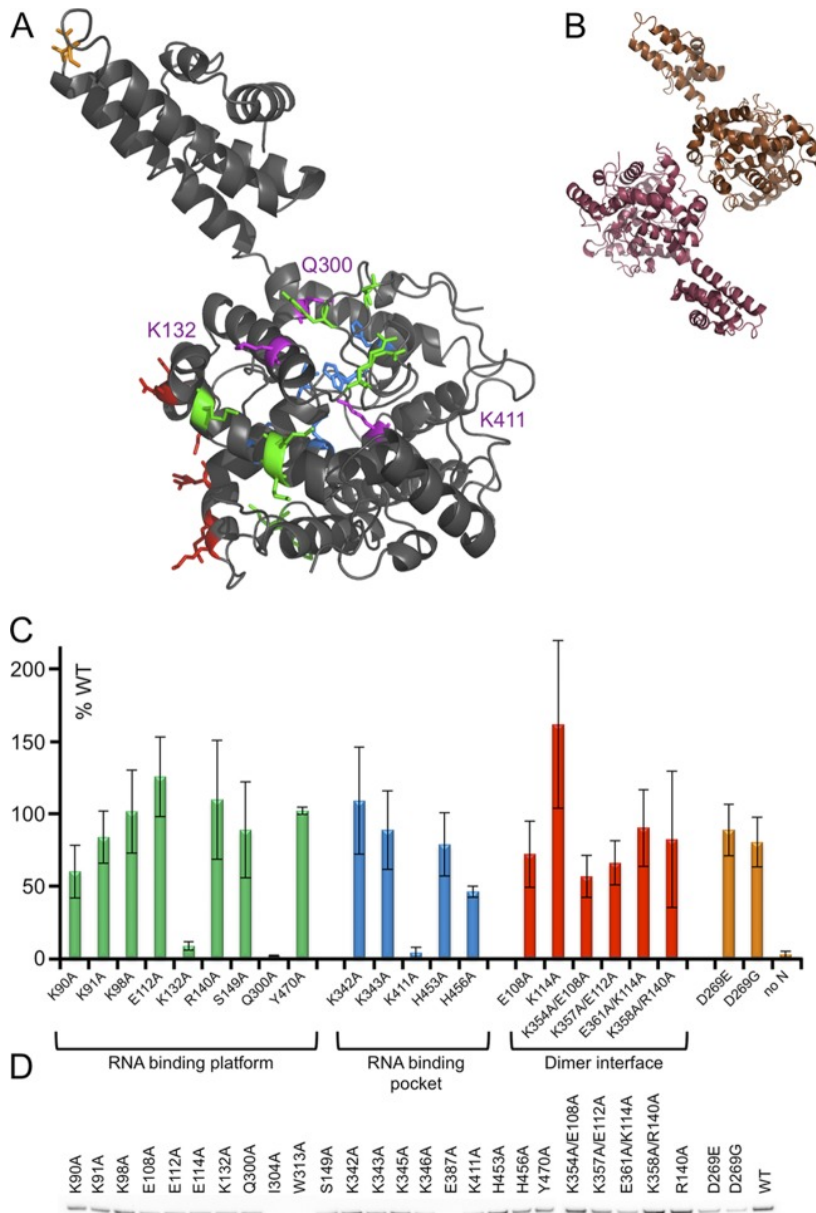 A
B
Q300
K132
K411
C
% WT
200
150
100
50
0
K90A
K91A
K98A
E112A
K132A
R140A
S149A
Q300A
Y470A
K342A
K343A
K411A
H453A
H456A
E108A
K114A
K354A/E108A
K357A/E112A
E361A/K114A
K358A/R140A
D269E
D269G
no N
RNA binding platform
RNA binding
pocket
Dimer interface
D
K90A
K91A
K98A
E108A
E112A
E114A
K132A
Q300A
I304A
W313A
S149A
K342A
K343A
K345A
K346A
E387A
K411A
H453A
H456A
Y470A
K354A/E108A
K357A/E112A
E361A/K114A
K358A/R140A
R140A
D269E
D269G
WT